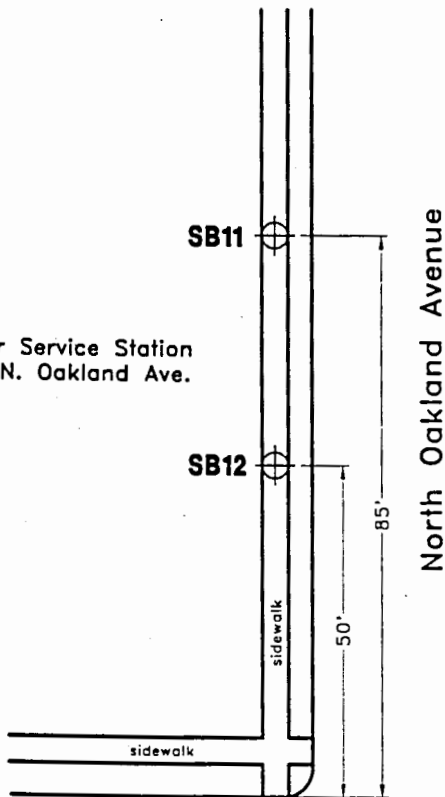 SB11
Service Station
N. Oakland Ave.
SB12
North Oakland Avenue
85'
50'
sidewalk
sidewalk